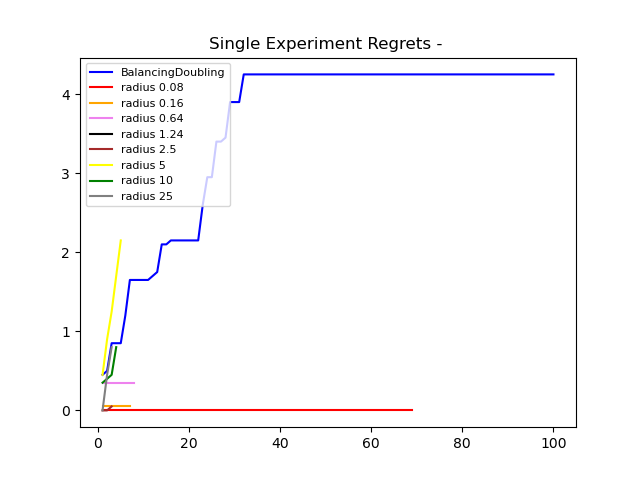 Single Experiment Regrets -
BalancingDoubling
radius 0.08
radius 0.16
radius 0.64
radius 1.24
radius 2.5
radius 5
radius 10
radius 25
4
3
2
1
0
0 20 40 60 80 100